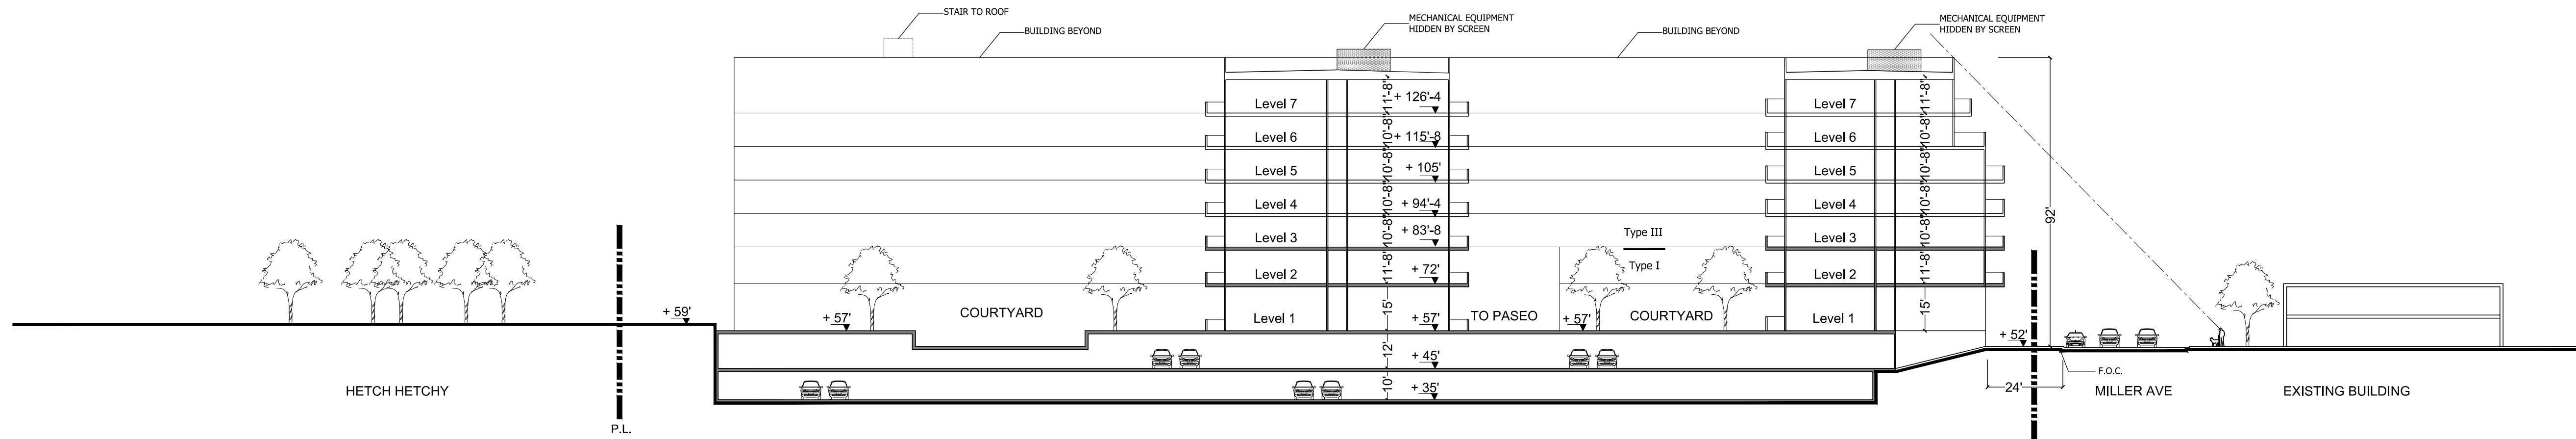 STAIR TO ROOF
BUILDING BEYOND
MECHANICAL EQUIPMENT
HIDDEN BY SCREEN
BUILDING BEYOND
MECHANICAL EQUIPMENT
HIDDEN BY SCREEN
Level 7
11'-8"
+ 126'-4
Level 7
11'-8"
Level 6
10'-8"
+ 115'-8
Level 6
10'-8"
Level 5
10'-8"
+ 105'
Level 5
10'-8"
Level 4
10'-8"
+ 94'-4
Level 4
10'-8"
92'
Level 3
10'-8"
+ 83'-8
Type III
Level 3
10'-8"
Level 2
11'-8"
+ 72'
Type I
Level 2
11'-8"
+ 59'
+ 57'
COURTYARD
Level 1
15'
+ 57'
TO PASEO
+ 57'
COURTYARD
Level 1
15'
+ 52'
12'
+ 45'
F.O.C.
10'
+ 35'
24'
HETCH HETCHY
MILLER AVE
EXISTING BUILDING
P.L.